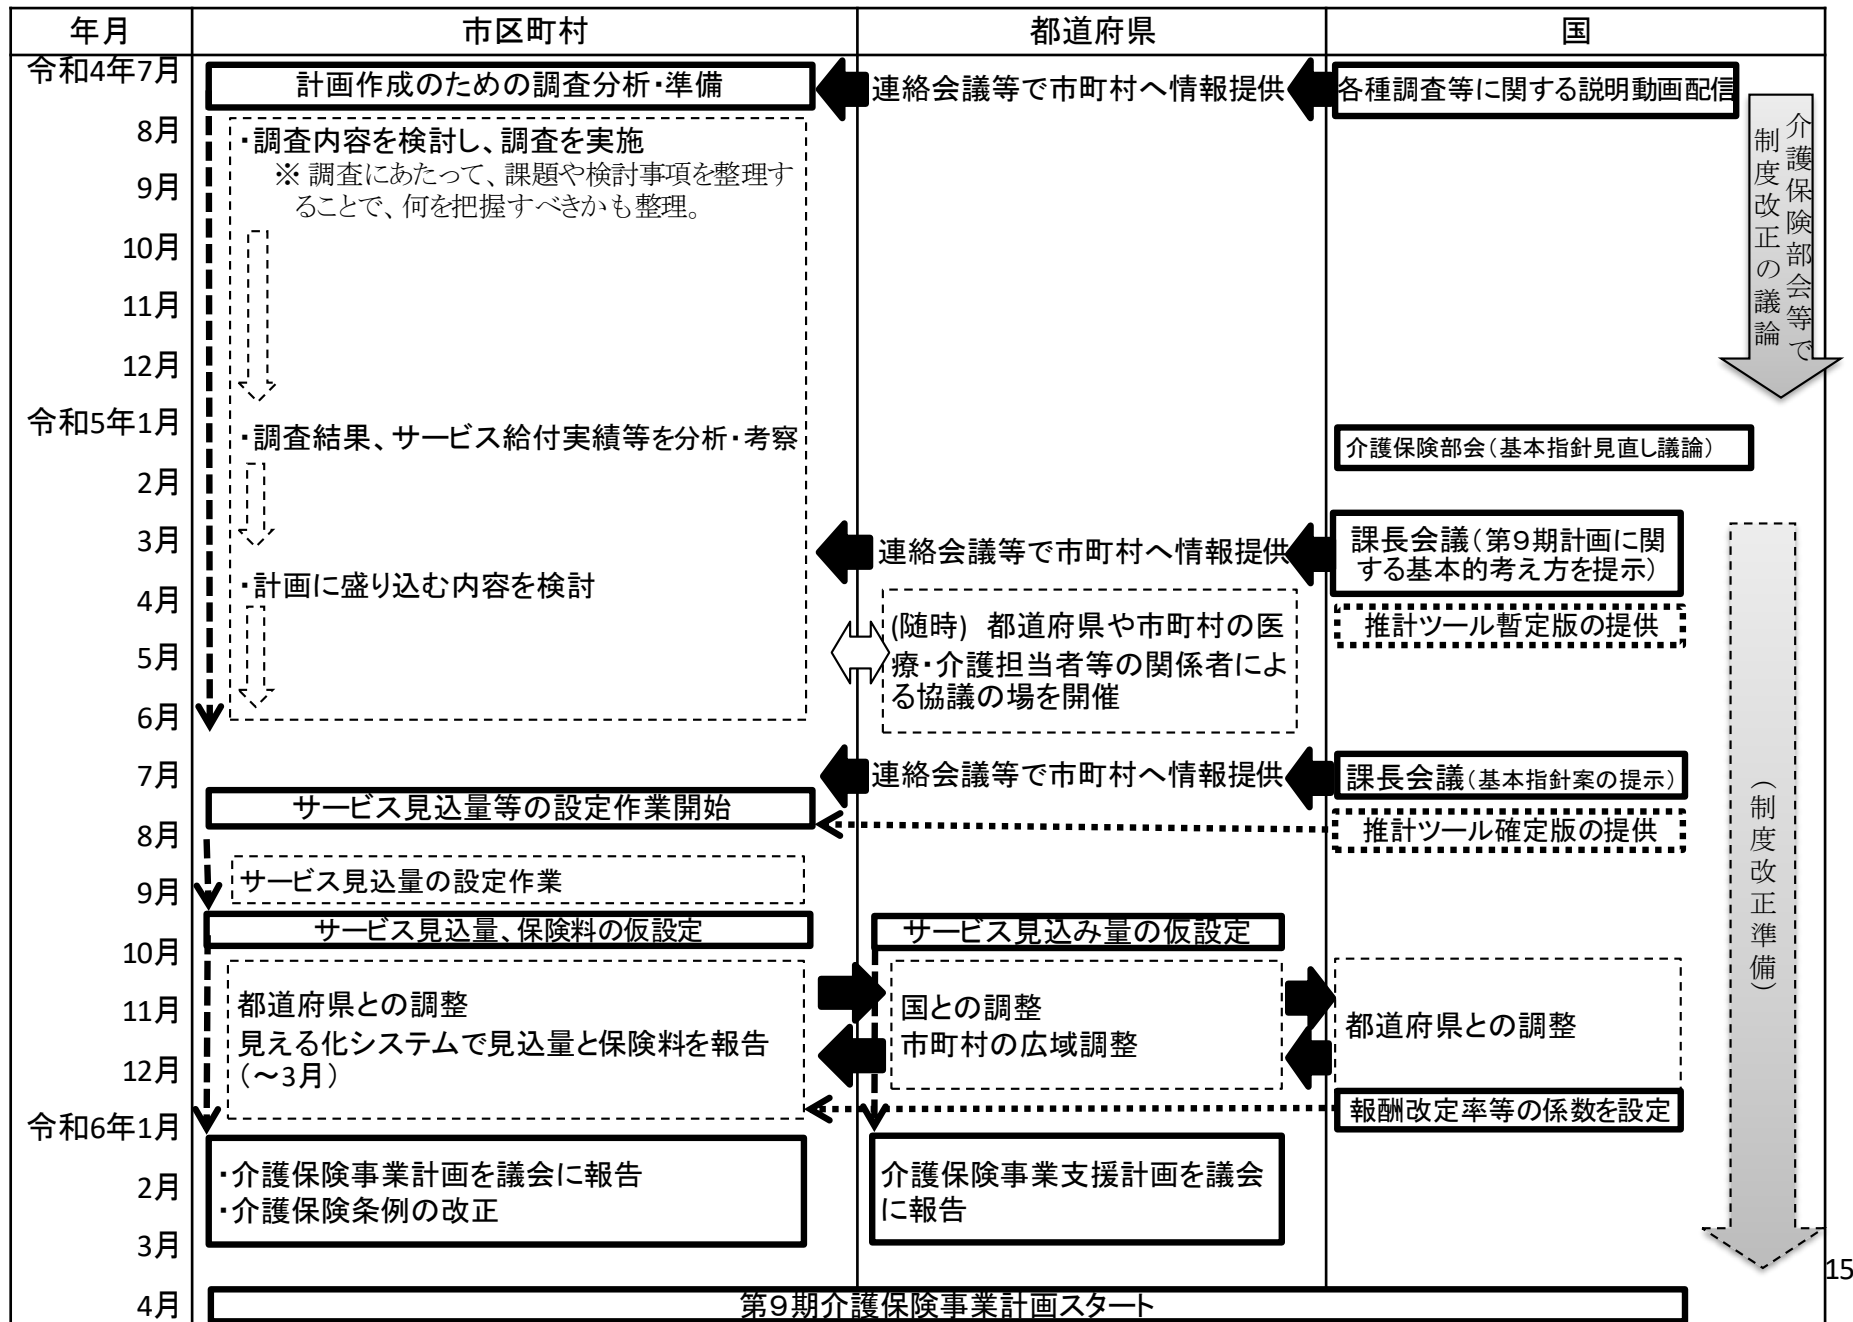 年月
市区町村
都道府県
国
令和4年7月
計画作成のための調査分析・準備
連絡会議等で市町村へ情報提供
各種調査等に関する説明動画配信
8月
・調査内容を検討し、調査を実施
※ 調査にあたって、課題や検討事項を整理す
ることで、何を把握すべきかも整理。
介護保険部会等で
制度改正の議論
9月
10月
11月
12月
令和5年1月
・調査結果、サービス給付実績等を分析・考察
介護保険部会（基本指針見直し議論）
2月
3月
連絡会議等で市町村へ情報提供
課長会議（第９期計画に関
する基本的考え方を提示）
・計画に盛り込む内容を検討
4月
(随時) 都道府県や市町村の医
療・介護担当者等の関係者によ
る協議の場を開催
推計ツール暫定版の提供
5月
6月
7月
連絡会議等で市町村へ情報提供
課長会議（基本指針案の提示）
サービス見込量等の設定作業開始
8月
推計ツール確定版の提供
（制度改正準備）
サービス見込量の設定作業
9月
サービス見込量、保険料の仮設定
サービス見込み量の仮設定
10月
都道府県との調整
見える化システムで見込量と保険料を報告
（～3月）
国との調整
市町村の広域調整
都道府県との調整
11月
12月
報酬改定率等の係数を設定
令和6年1月
・介護保険事業計画を議会に報告
・介護保険条例の改正
介護保険事業支援計画を議会
に報告
2月
3月
15
4月
第９期介護保険事業計画スタート